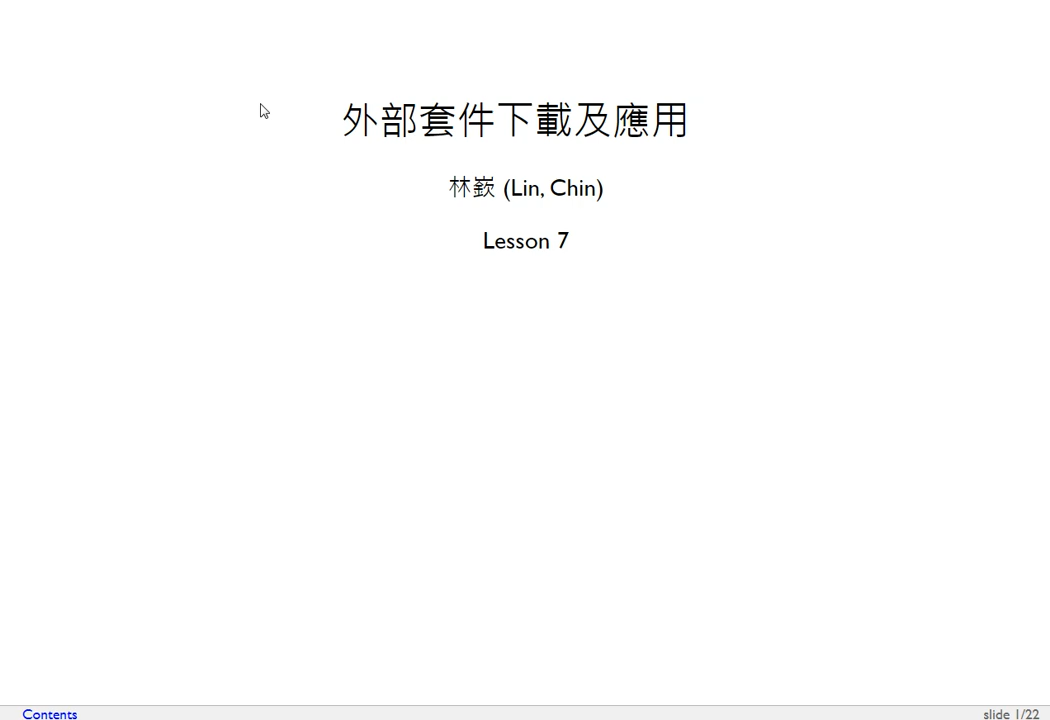 外部套件下載及應用
林嶔 (Lin, Chin)
Lesson 7
Contents
slide 1/22